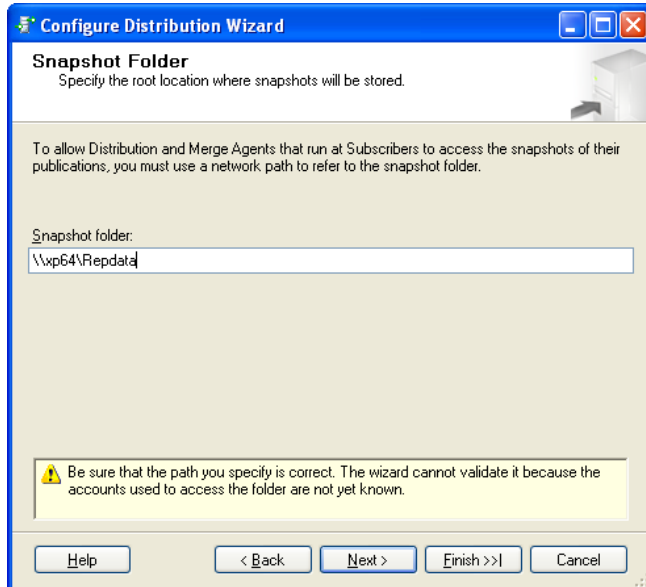 Configure Distribution Wizard
Snapshot Folder
Specify the root location where snapshots will be stored.
To allow Distribution and Merge Agents that run at Subscribers to access the snapshots of their
publications, you must use a network path to refer to the snapshot folder.
Snapshot folder:
\\xp64\Repdata
Be sure that the path you specify is correct. The wizard cannot validate it because the
accounts used to access the folder are not yet known.
Help < Back Next > Finish >>| Cancel